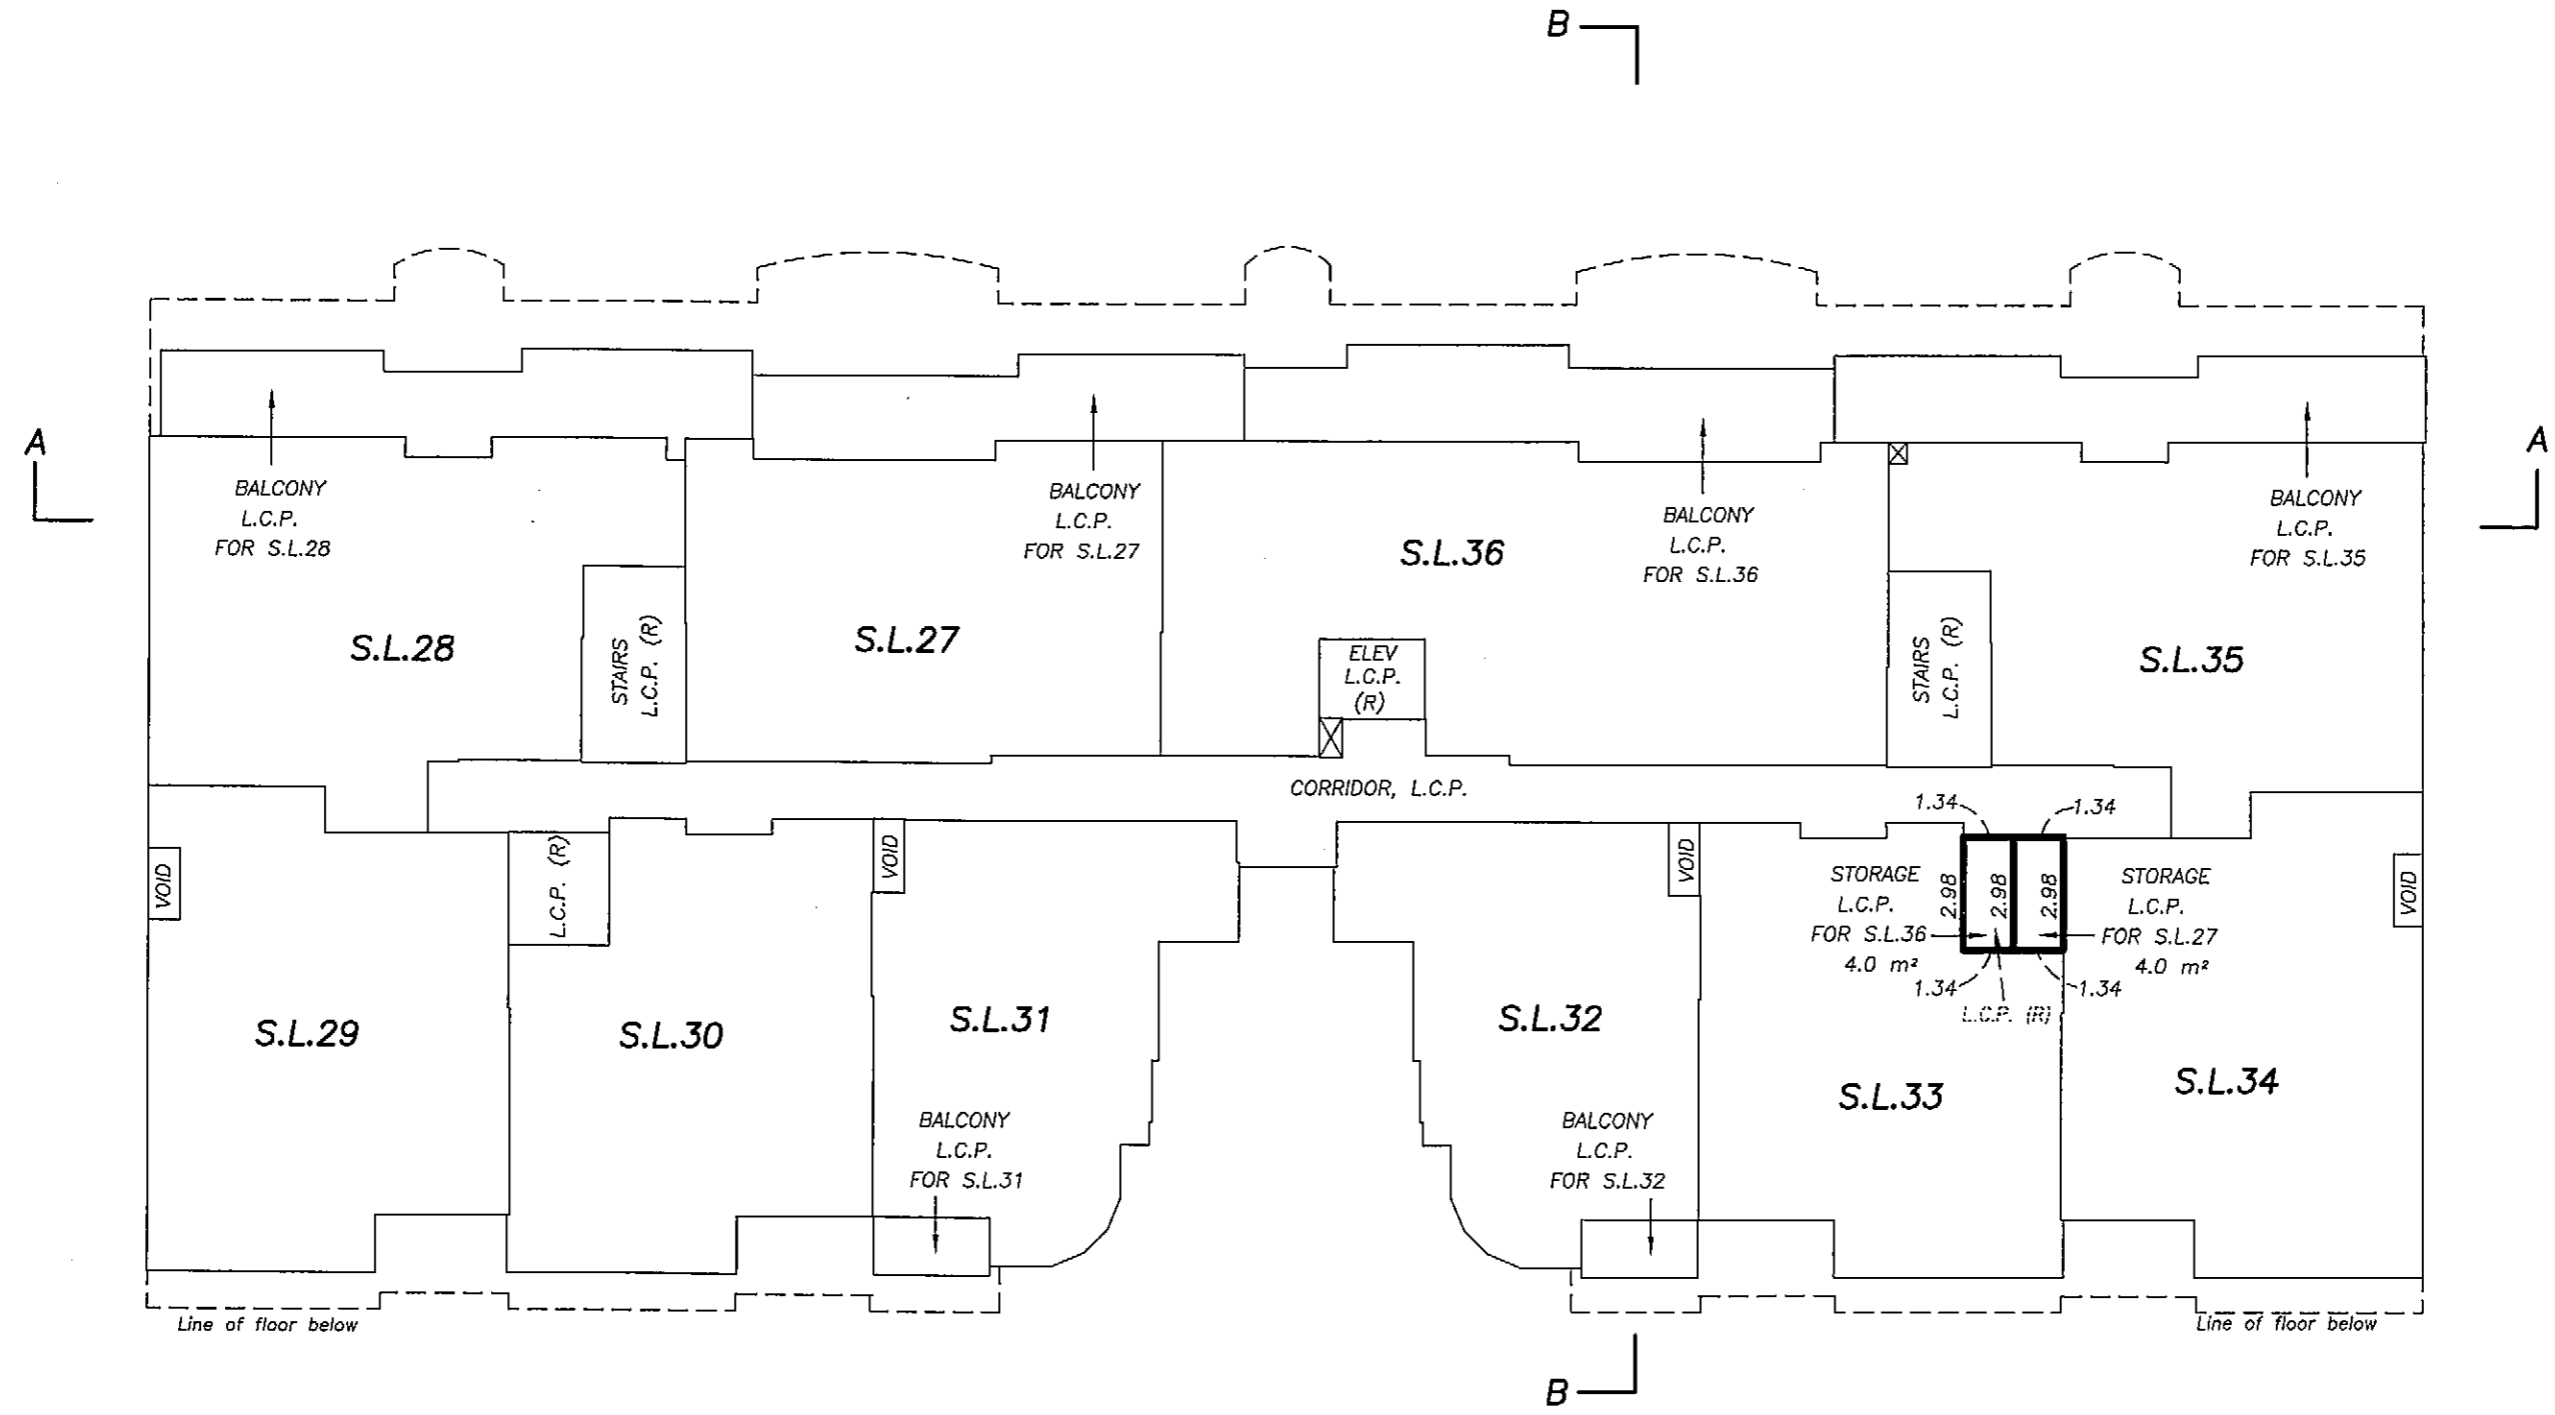 B
A
A
BALCONY
L.C.P.
FOR S.L.28
BALCONY
L.C.P.
FOR S.L.27
BALCONY
L.C.P.
FOR S.L.36
BALCONY
L.C.P.
FOR S.L.35
S.L.28
STAIRS
L.C.P. (R)
S.L.27
S.L.36
ELEV
L.C.P.
(R)
STAIRS
L.C.P. (R)
S.L.35
CORRIDOR, L.C.P.
1.34
1.34
VOID
L.C.P. (R)
VOID
VOID
STORAGE
L.C.P.
FOR S.L.36
4.0 m²
2.98
2.98
2.98
STORAGE
L.C.P.
FOR S.L.27
4.0 m²
VOID
1.34
1.34
L.C.P. (R)
S.L.29
S.L.30
S.L.31
S.L.32
S.L.33
S.L.34
BALCONY
L.C.P.
FOR S.L.31
BALCONY
L.C.P.
FOR S.L.32
Line of floor below
Line of floor below
B